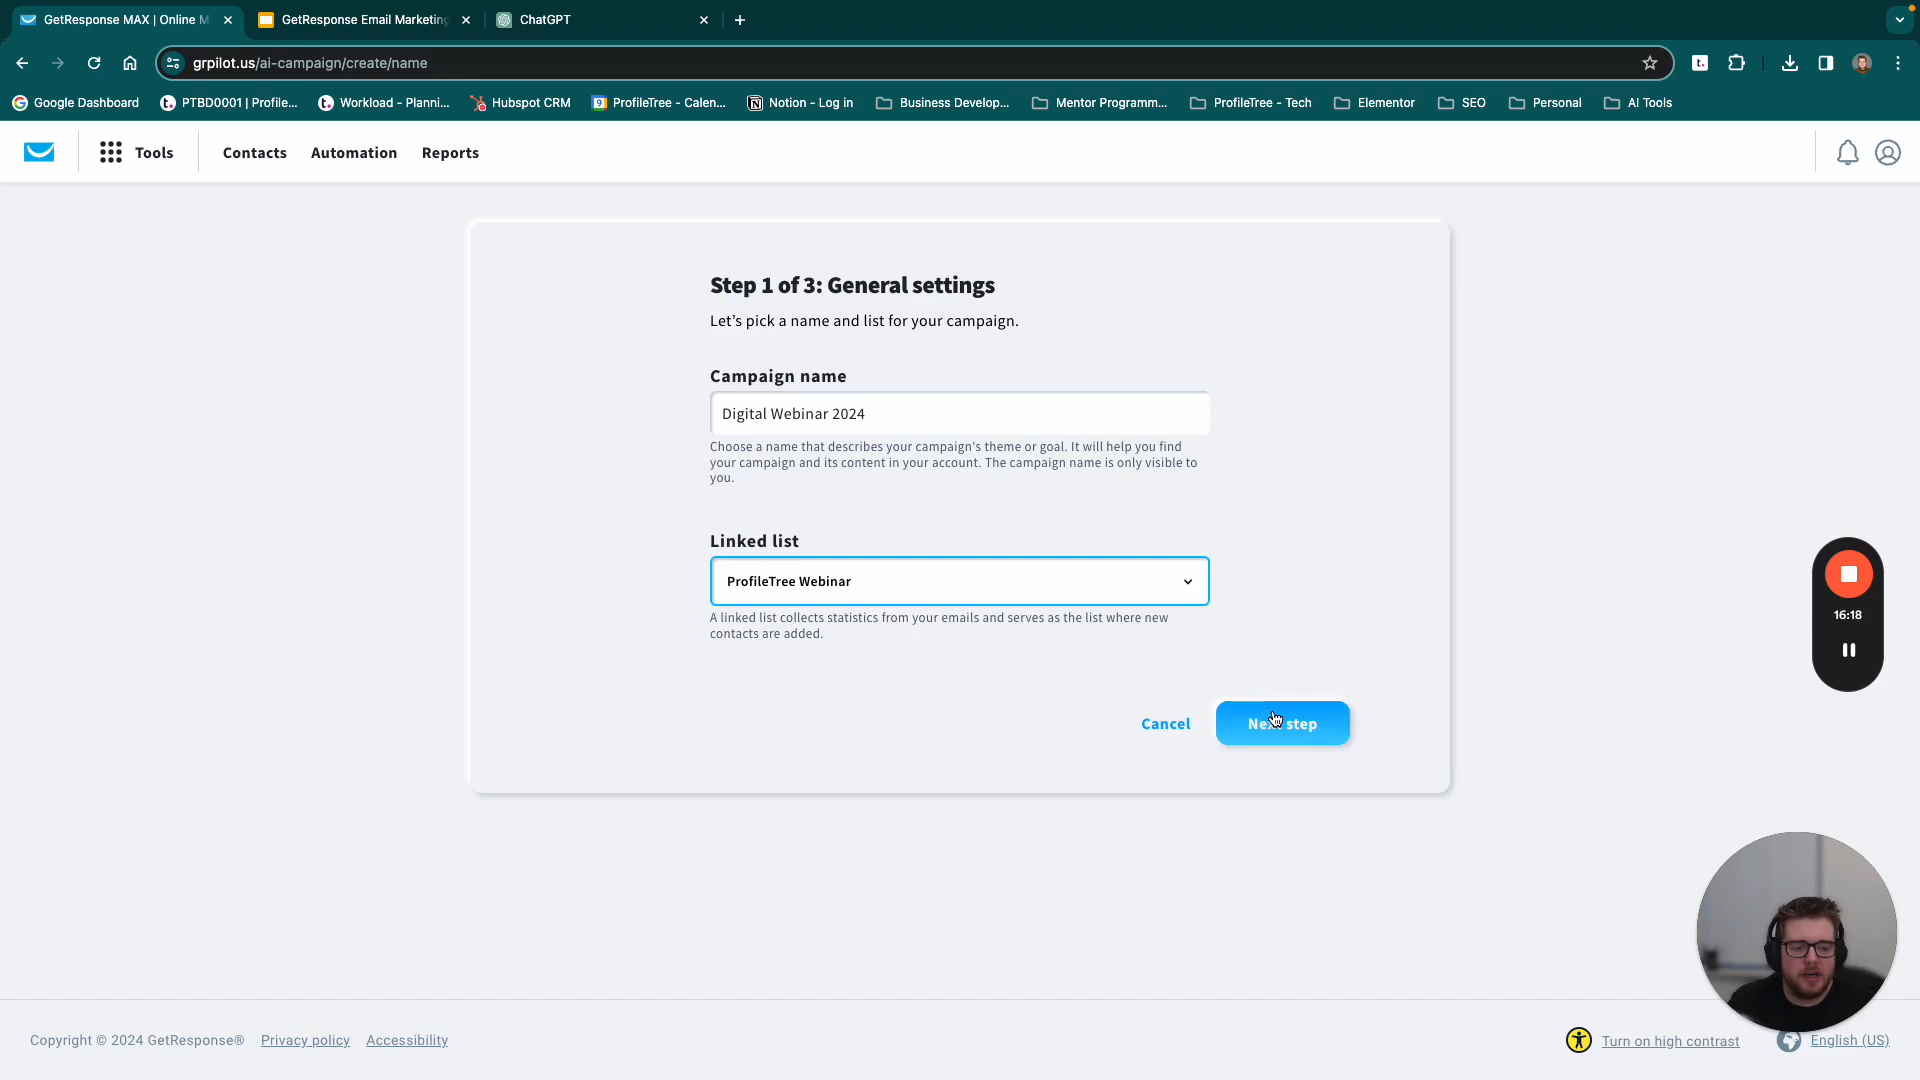 GetResponse MAX | Online M
GetResponse Email Marketing
ChatGPT
grpilot.us/ai-campaign/create/name
Google Dashboard
PTBD0001 | Profile...
Workload - Planni...
Hubspot CRM
ProfileTree - Calen...
Notion - Log in
Business Develop...
Mentor Programm...
ProfileTree - Tech
Elementor
SEO
Personal
AI Tools
Tools
Contacts
Automation
Reports
Step 1 of 3: General settings
Let's pick a name and list for your campaign.
Campaign name
Digital Webinar 2024
Choose a name that describes your campaign's theme or goal. It will help you find
your campaign and its content in your account. The campaign name is only visible to
you.
Linked list
ProfileTree Webinar
A linked list collects statistics from your emails and serves as the list where new
contacts are added.
Cancel
Next step
16:18
Copyright © 2024 GetResponse®
Privacy policy
Accessibility
Turn on high contrast
English (US)